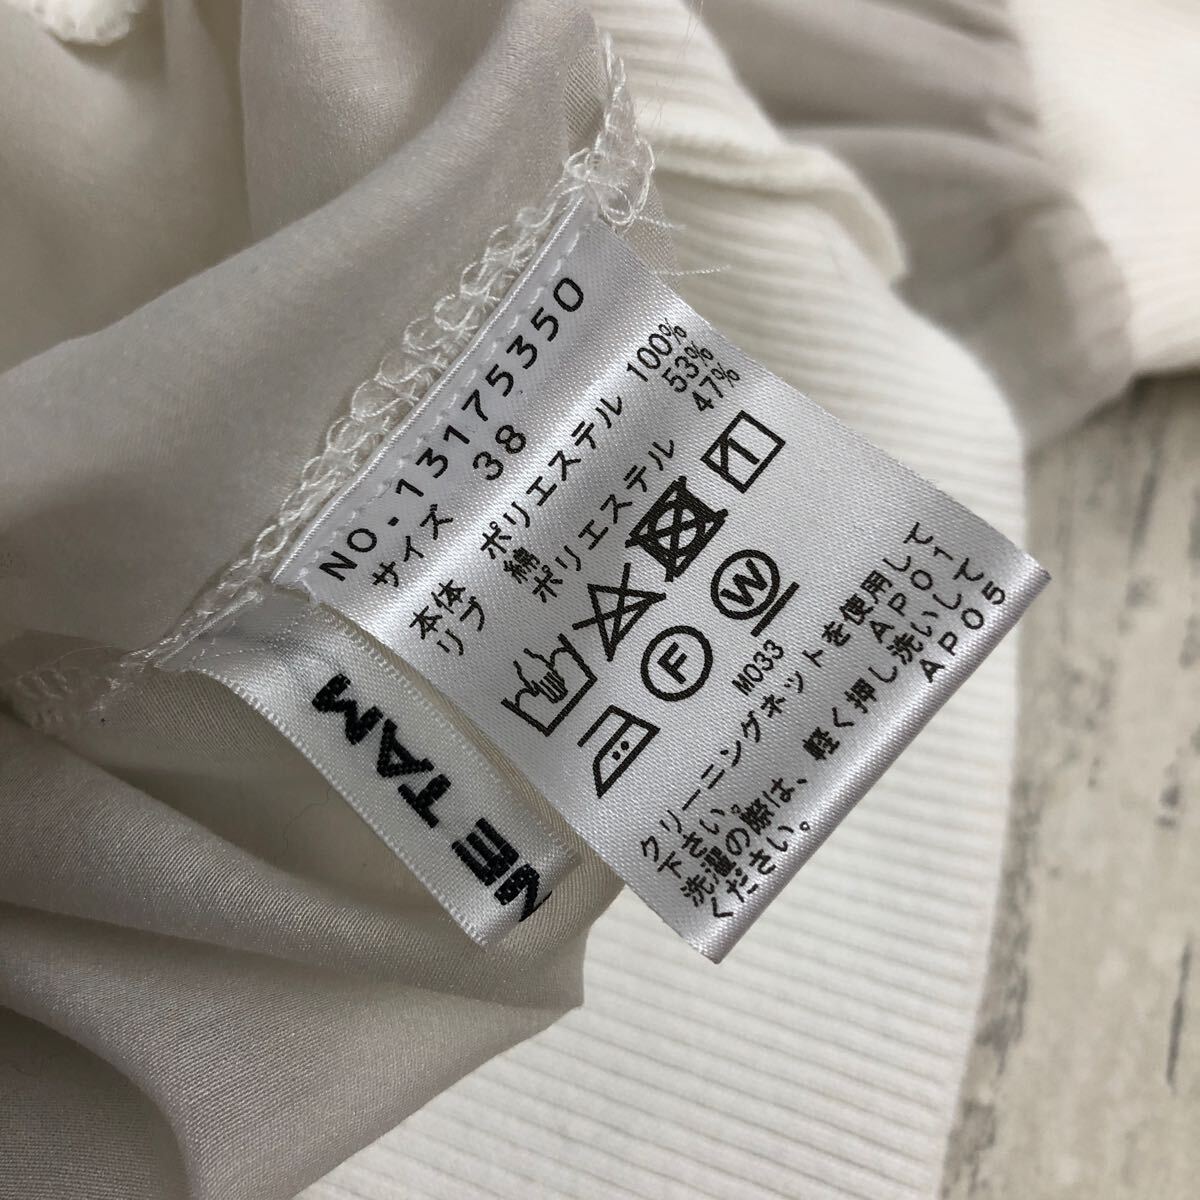 NO.13175350
サイズ 38
本体 ポリエステル 100%
リブ 綿 53%
ポリエステル 47%
F
W
M033
クリーニングネットを使用して
下さい。 AP01
洗濯の際は、軽く押し洗いして
ください。 AP05
NE TAM